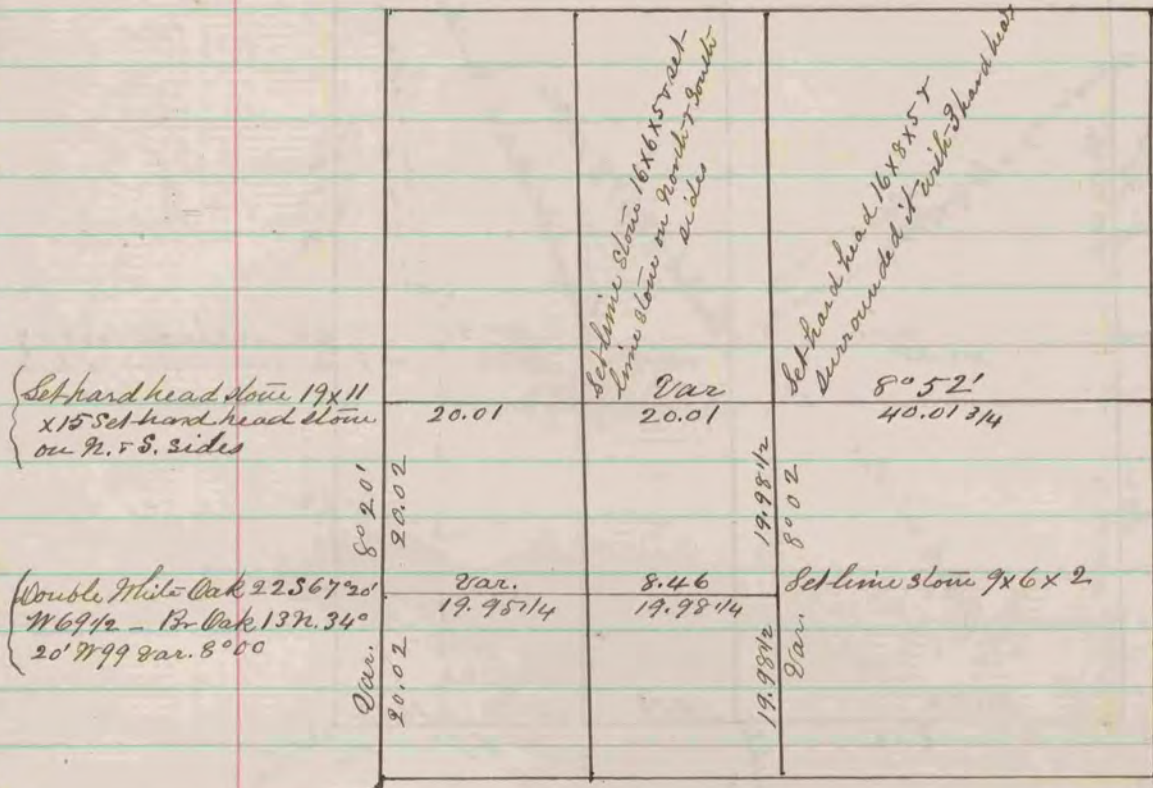 Set lime stone 16x6x5 & set
lime stone on North & South
sides
Set hard head 16x8x5 &
surrounded it with 3 hard heads
Set hard head stone 19x11
x15 Set hard head stone
on N. & S. sides
Var 8° 52'
20.01 20.01 40.01 3/4
Var. 8° 20'
20.02
19.98 1/2
Var. 8° 02
Double White Oak 22 S 67° 20'
W 69 1/2 - Br Oak 13 N. 34°
20' W 99 Var. 8° 00
Var. 8.46
19.95 1/4 19.98 1/4
Set lime stone 9x6x2
20.02
19.98 1/2